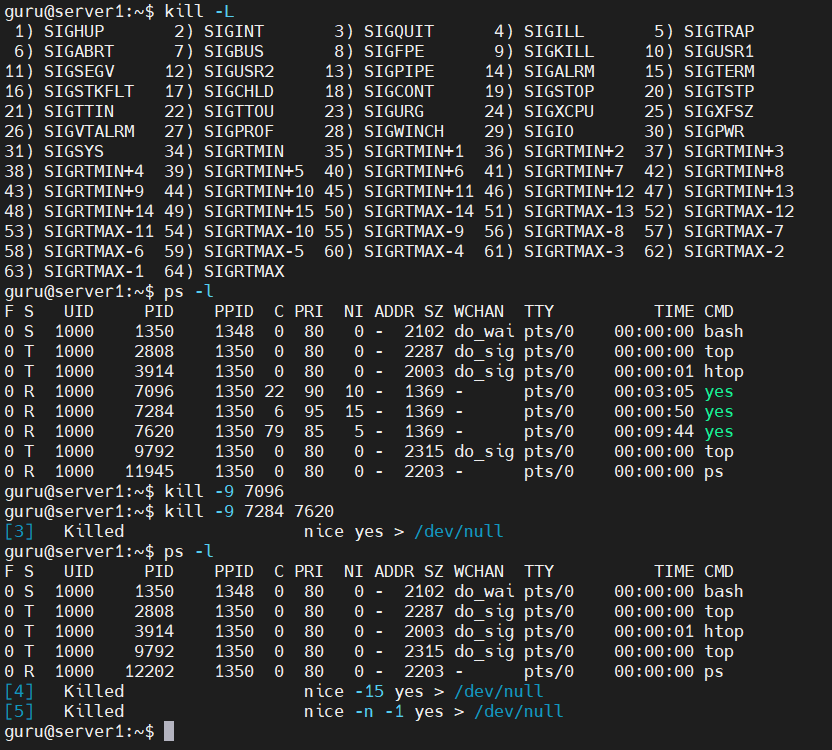 guru@server1:~$ kill -L
 1) SIGHUP       2) SIGINT       3) SIGQUIT      4) SIGILL       5) SIGTRAP
 6) SIGABRT      7) SIGBUS       8) SIGFPE       9) SIGKILL     10) SIGUSR1
11) SIGSEGV     12) SIGUSR2     13) SIGPIPE     14) SIGALRM     15) SIGTERM
16) SIGSTKFLT   17) SIGCHLD     18) SIGCONT     19) SIGSTOP     20) SIGTSTP
21) SIGTTIN     22) SIGTTOU     23) SIGURG      24) SIGXCPU     25) SIGXFSZ
26) SIGVTALRM   27) SIGPROF     28) SIGWINCH    29) SIGIO       30) SIGPWR
31) SIGSYS      34) SIGRTMIN    35) SIGRTMIN+1  36) SIGRTMIN+2  37) SIGRTMIN+3
38) SIGRTMIN+4  39) SIGRTMIN+5  40) SIGRTMIN+6  41) SIGRTMIN+7  42) SIGRTMIN+8
43) SIGRTMIN+9  44) SIGRTMIN+10 45) SIGRTMIN+11 46) SIGRTMIN+12 47) SIGRTMIN+13
48) SIGRTMIN+14 49) SIGRTMIN+15 50) SIGRTMAX-14 51) SIGRTMAX-13 52) SIGRTMAX-12
53) SIGRTMAX-11 54) SIGRTMAX-10 55) SIGRTMAX-9  56) SIGRTMAX-8  57) SIGRTMAX-7
58) SIGRTMAX-6  59) SIGRTMAX-5  60) SIGRTMAX-4  61) SIGRTMAX-3  62) SIGRTMAX-2
63) SIGRTMAX-1  64) SIGRTMAX
guru@server1:~$ ps -l
F S   UID     PID    PPID  C PRI  NI ADDR SZ WCHAN  TTY          TIME CMD
0 S  1000    1350    1348  0  80   0 -  2102 do_wai pts/0    00:00:00 bash
0 T  1000    2808    1350  0  80   0 -  2287 do_sig pts/0    00:00:00 top
0 T  1000    3914    1350  0  80   0 -  2003 do_sig pts/0    00:00:01 htop
0 R  1000    7096    1350 22  90  10 -  1369 -      pts/0    00:03:05 yes
0 R  1000    7284    1350  6  95  15 -  1369 -      pts/0    00:00:50 yes
0 R  1000    7620    1350 79  85   5 -  1369 -      pts/0    00:09:44 yes
0 T  1000    9792    1350  0  80   0 -  2315 do_sig pts/0    00:00:00 top
0 R  1000   11945    1350  0  80   0 -  2203 -      pts/0    00:00:00 ps
guru@server1:~$ kill -9 7096
guru@server1:~$ kill -9 7284 7620
[3]   Killed                  nice yes > /dev/null
guru@server1:~$ ps -l
F S   UID     PID    PPID  C PRI  NI ADDR SZ WCHAN  TTY          TIME CMD
0 S  1000    1350    1348  0  80   0 -  2102 do_wai pts/0    00:00:00 bash
0 T  1000    2808    1350  0  80   0 -  2287 do_sig pts/0    00:00:00 top
0 T  1000    3914    1350  0  80   0 -  2003 do_sig pts/0    00:00:01 htop
0 T  1000    9792    1350  0  80   0 -  2315 do_sig pts/0    00:00:00 top
0 R  1000   12202    1350  0  80   0 -  2203 -      pts/0    00:00:00 ps
[4]   Killed                  nice -15 yes > /dev/null
[5]   Killed                  nice -n -1 yes > /dev/null
guru@server1:~$